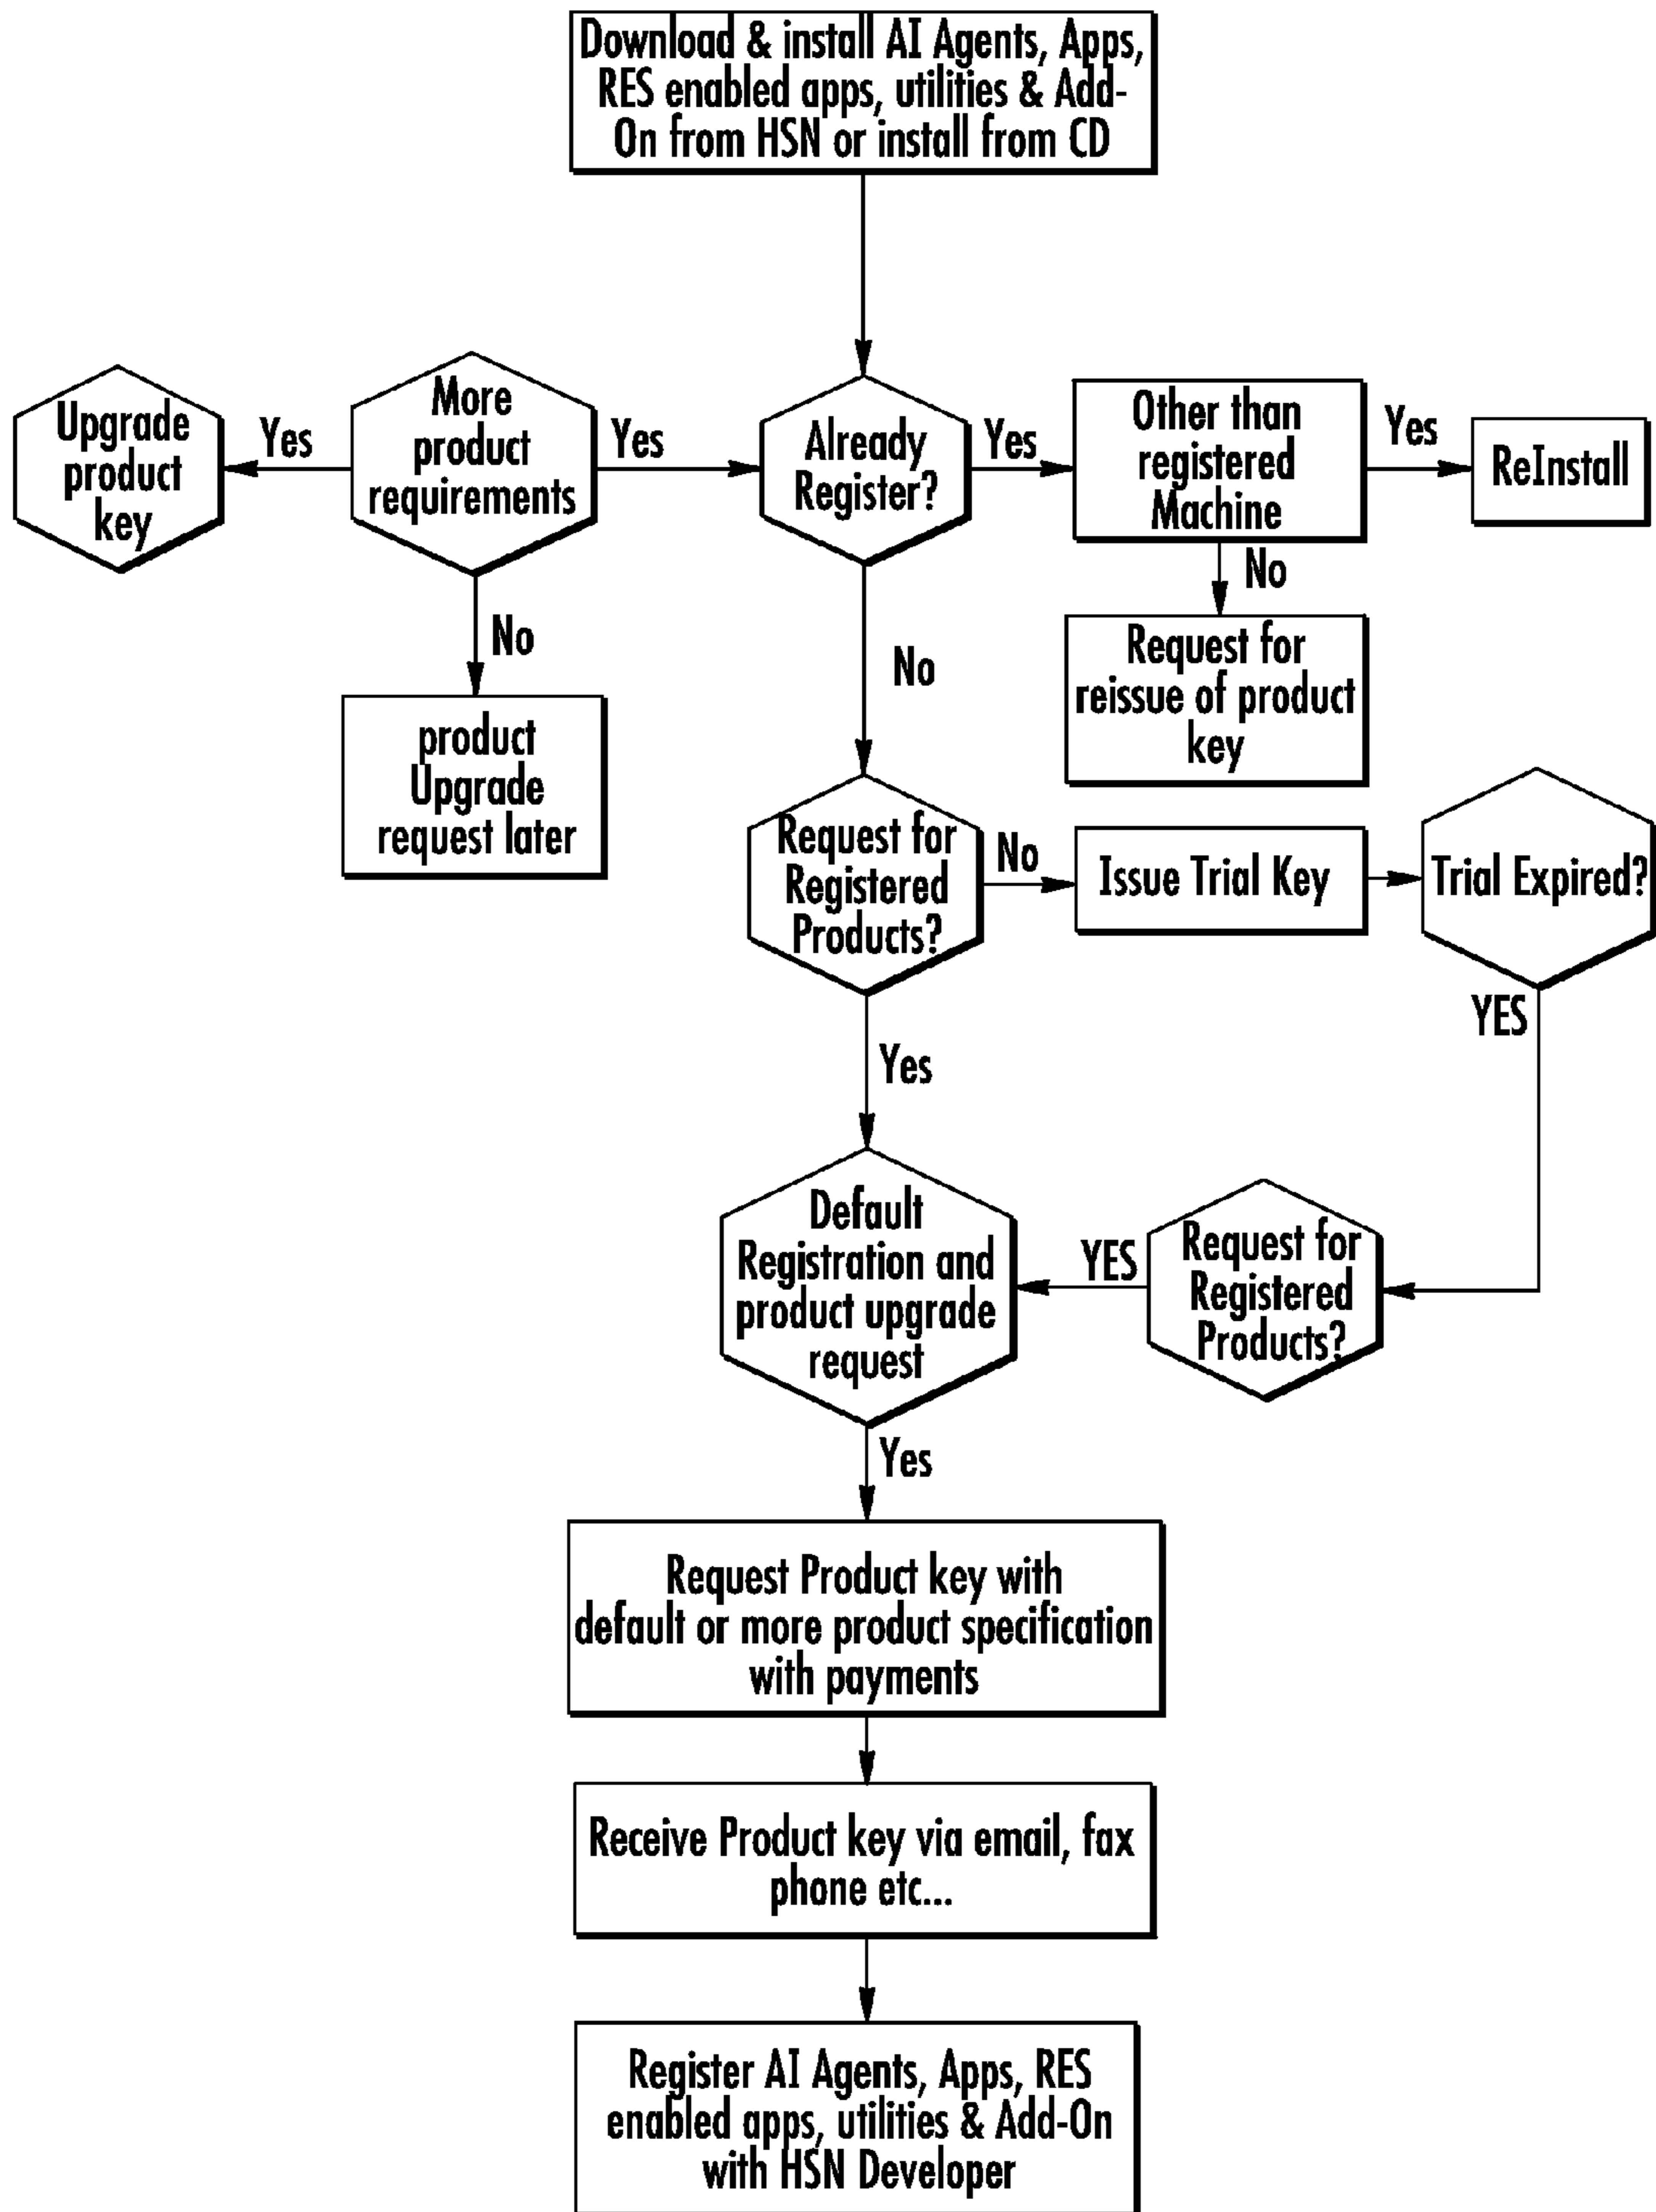 Download & install AI Agents, Apps,
RES enabled apps, utilities & Add-
On from HSN or install from CD
Upgrade
product
key
Yes
More
product
requirements
Yes
Already
Register?
Yes
Other than
registered
Machine
Yes
ReInstall
No
product
Upgrade
request later
No
No
Request for
reissue of product
key
Request for
Registered
Products?
No
Issue Trial Key
Trial Expired?
YES
Yes
Default
Registration and
product upgrade
request
YES
Request for
Registered
Products?
Yes
Request Product key with
default or more product specification
with payments
Receive Product key via email, fax
phone etc...
Register AI Agents, Apps, RES
enabled apps, utilities & Add-On
with HSN Developer